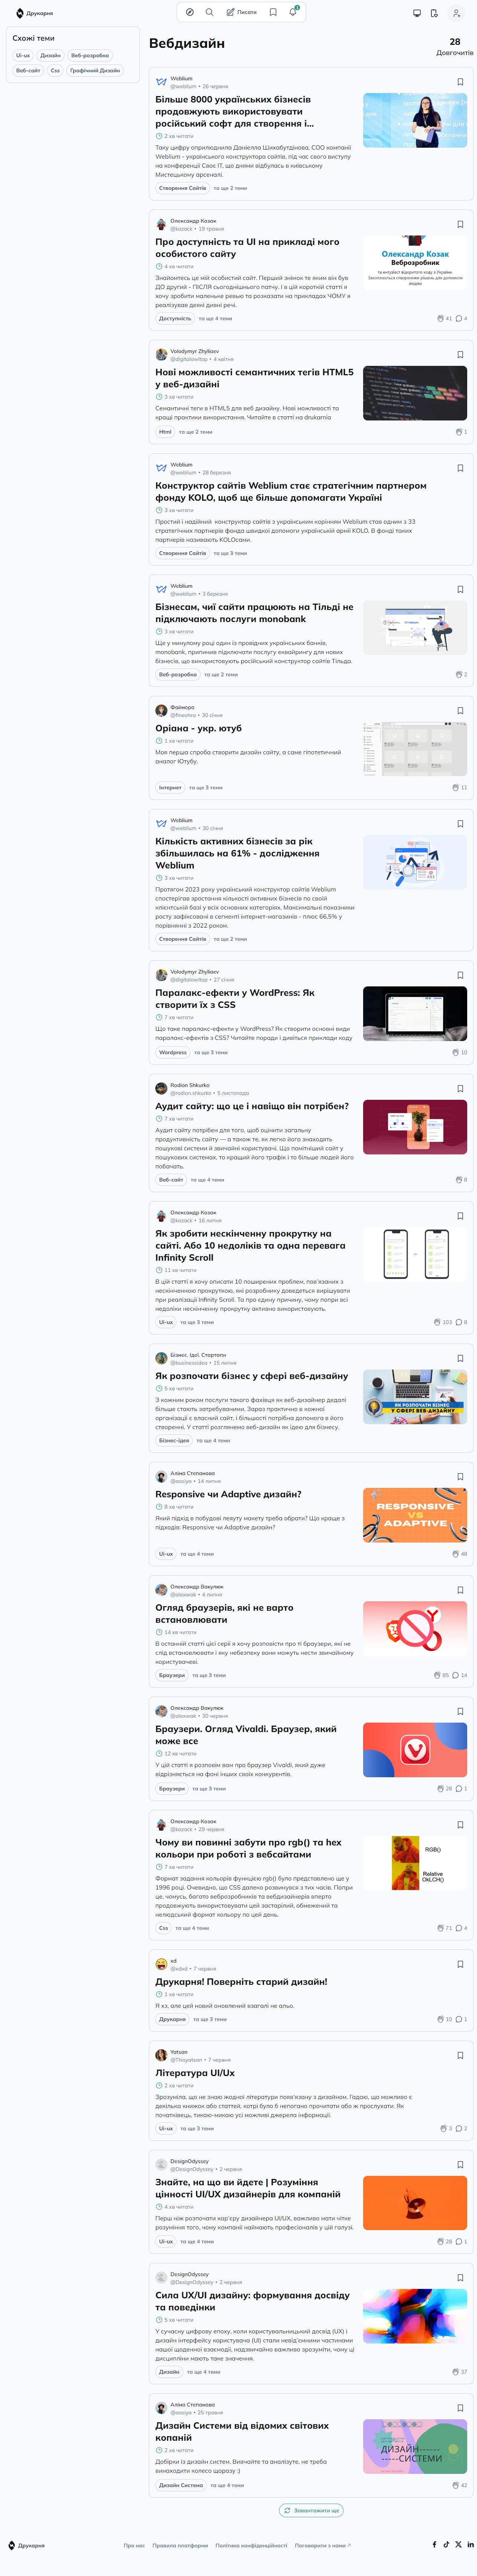 Друкарня
Писати
1
Схожі теми
Ui-ux
Дизайн
Веб-розробка
Веб-сайт
Css
Графічний Дизайн
Вебдизайн
28
Довгочитів
Weblium
@weblium • 26 червня
Більше 8000 українських бізнесів
продовжують використовувати
російський софт для створення і...
2 хв читати
Таку цифру оприлюднила Даніелла Шихабутдінова, СОО компанії
Weblium - українського конструктора сайтів, під час свого виступу
на конференції Своє ІТ, що днями відбулась в київському
Мистецькому арсеналі.
Створення Сайтів
та ще 2 теми
Олександр Козак
@kozack • 19 травня
Про доступність та UI на прикладі мого
особистого сайту
4 хв читати
Знайомтесь це мій особистий сайт. Перший знімок те яким він був
ДО другий - ПІСЛЯ сьогоднішнього патчу. І в цій короткій статті я
хочу зробити маленьке ревью та розказати на прикладах ЧОМУ я
реалізував деякі дивні речі.
Олександр Козак
Веброзробник
Доступність
та ще 4 теми
41
4
Volodymyr Zhyliaev
@digitalowltop • 4 квітня
Нові можливості семантичних тегів HTML5
у веб-дизайні
3 хв читати
Семантичні теги в HTML5 для веб дизайну. Нові можливості та
кращі практики використання. Читайте в статті на drukarnia
Html
та ще 2 теми
1
Weblium
@weblium • 28 березня
Конструктор сайтів Weblium стає стратегічним партнером
фонду KOLO, щоб ще більше допомагати Україні
3 хв читати
Простий і надійний конструктор сайтів з українським корінням Weblium став одним з 33
стратегічних партнерів фонда швидкої допомоги українській армії KOLO. В фонді таких
партнерів називають KOLOсами.
Створення Сайтів
та ще 3 теми
Weblium
@weblium • 3 березня
Бізнесам, чиї сайти працюють на Тільді не
підключають послуги monobank
3 хв читати
Ще у минулому році один із провідних українських банків,
monobank, припинив підключати послугу еквайрингу для нових
бізнесів, що використовують російський конструктор сайтів Тільда.
Веб-розробка
та ще 2 теми
2
Файнора
@fineshra • 30 січня
Оріана - укр. ютуб
1 хв читати
Моя перша спроба створити дизайн сайту, а саме гіпотетичний
аналог Ютубу.
Інтернет
та ще 3 теми
11
Weblium
@weblium • 30 січня
Кількість активних бізнесів за рік
збільшилась на 61% - дослідження
Weblium
3 хв читати
Протягом 2023 року український конструктор сайтів Weblium
спостерігав зростання кількості активних бізнесів по своїй
клієнтській базі у всіх основних категоріях. Максимальні показники
росту зафіксовані в сегменті інтернет-магазинів - плюс 66,5% у
порівнянні з 2022 роком.
Створення Сайтів
та ще 2 теми
Volodymyr Zhyliaev
@digitalowltop • 27 січня
Паралакс-ефекти у WordPress: Як
створити їх з CSS
7 хв читати
Що таке паралакс-ефекти у WordPress? Як створити основні види
паралакс-ефектів з CSS? Читайте поради і дивіться приклади коду
Wordpress
та ще 3 теми
10
Rodion Shkurko
@rodion.shkurko • 5 листопада
Аудит сайту: що це і навіщо він потрібен?
7 хв читати
Аудит сайту потрібен для того, щоб оцінити загальну
продуктивність сайту — а також те, як легко його знаходять
пошукові системи й звичайні користувачі. Що помітніший сайт у
пошукових системах, то кращий його трафік і то більше людей його
побачать.
Веб-сайт
та ще 4 теми
8
Олександр Козак
@kozack • 16 липня
Як зробити нескінченну прокрутку на
сайті. Або 10 недоліків та одна перевага
Infinity Scroll
11 хв читати
В цій статті я хочу описати 10 поширених проблем, пов'язаних з
нескінченною прокруткою, які розробнику доведеться вирішувати
при реалізації Infinity Scroll. Та про єдину причину, чому попри всі
недоліки нескінченну прокрутку активно використовують.
Ui-ux
та ще 3 теми
103
8
Бізнес. Ідеї. Стартапи
@businessidea • 15 липня
Як розпочати бізнес у сфері веб-дизайну
5 хв читати
З кожним роком послуги такого фахівця як веб-дизайнер дедалі
більше стають затребуваними. Зараз практично в кожної
організації є власний сайт, і більшості потрібна допомога в його
створенні. У статті розглянемо веб-дизайн як ідею для бізнесу.
ЯК РОЗПОЧАТИ БІЗНЕС
У СФЕРІ ВЕБ-ДИЗАЙНУ
Бізнес-ідея
та ще 4 теми
Аліна Степанова
@aasiya • 14 липня
Responsive чи Adaptive дизайн?
8 хв читати
Який підхід в побудові леяуту макету треба обрати? Що краще з
підходів: Responsive чи Adaptive дизайн?
RESPONSIVE
VS
ADAPTIVE
Ui-ux
та ще 4 теми
48
Олександр Вакулюк
@alexwak • 4 липня
Огляд браузерів, які не варто
встановлювати
14 хв читати
В останній статті цієї серії я хочу розповісти про ті браузери, які не
слід встановлювати і яку небезпеку вони можуть нести звичайному
користувачеві.
Браузери
та ще 3 теми
85
14
Олександр Вакулюк
@alexwak • 30 червня
Браузери. Огляд Vivaldi. Браузер, який
може все
12 хв читати
У цій статті я розповім вам про браузер Vivaldi, який дуже
відрізняється на фоні інших своїх конкурентів.
Браузери
та ще 3 теми
28
1
Олександр Козак
@kozack • 29 червня
Чому ви повинні забути про rgb() та hex
кольори при роботі з вебсайтами
7 хв читати
Формат задання кольорів функцією rgb() було представлено ще у
1996 році. Очевидно, що CSS далеко розвинувся з тих часів. Попри
це, чомусь, багато веброзробників та вебдизайнерів вперто
продовжують використовувати цей застарілий, обмежений та
нелюдський формат кольору по цей день.
RGB()
Relative
OkLCH()
Css
та ще 4 теми
71
4
xd
@xdxd • 7 червня
Друкарня! Поверніть старий дизайн!
1 хв читати
Я хз, але цей новий оновлений взагалі не альо.
Друкарня
та ще 3 теми
10
1
Yatsan
@Thisyatsan • 7 червня
Література UI/Ux
2 хв читати
Зрозуміла, що не знаю жодної літератури повʼязану з дизайном. Гадаю, що можливо є
декілька книжок або статтей, котрі було б непогано прочитати або ж прослухати. Як
початківець, тикаю-микаю усі можливі джерела інформації.
Ui-ux
та ще 3 теми
3
2
DesignOdyssey
@DesignOdyssey • 2 червня
Знайте, на що ви йдете | Розуміння
цінності UI/UX дизайнерів для компаній
4 хв читати
Перш ніж розпочати кар'єру дизайнера UI/UX, важливо мати чітке
розуміння того, чому компанії наймають професіоналів у цій галузі.
Ui-ux
та ще 4 теми
28
1
DesignOdyssey
@DesignOdyssey • 2 червня
Сила UX/UI дизайну: формування досвіду
та поведінки
5 хв читати
У сучасну цифрову епоху, коли користувальницький досвід (UX) і
дизайн інтерфейсу користувача (UI) стали невід'ємними частинами
нашої щоденної взаємодії, надзвичайно важливо зрозуміти, чому ці
дисципліни мають таке значення.
Дизайн
та ще 4 теми
37
Аліна Степанова
@aasiya • 25 травня
Дизайн Системи від відомих світових
копаній
2 хв читати
Добірки із дизайн систем. Вивчайте та аналізуте, не треба
винаходити колесо щоразу :)
ДИЗАЙН------
-----СИСТЕМИ
Дизайн Система
та ще 4 теми
42
Завантажити ще
Друкарня
Про нас
Правила платформи
Політика конфіденційності
Поговорити з нами ↗